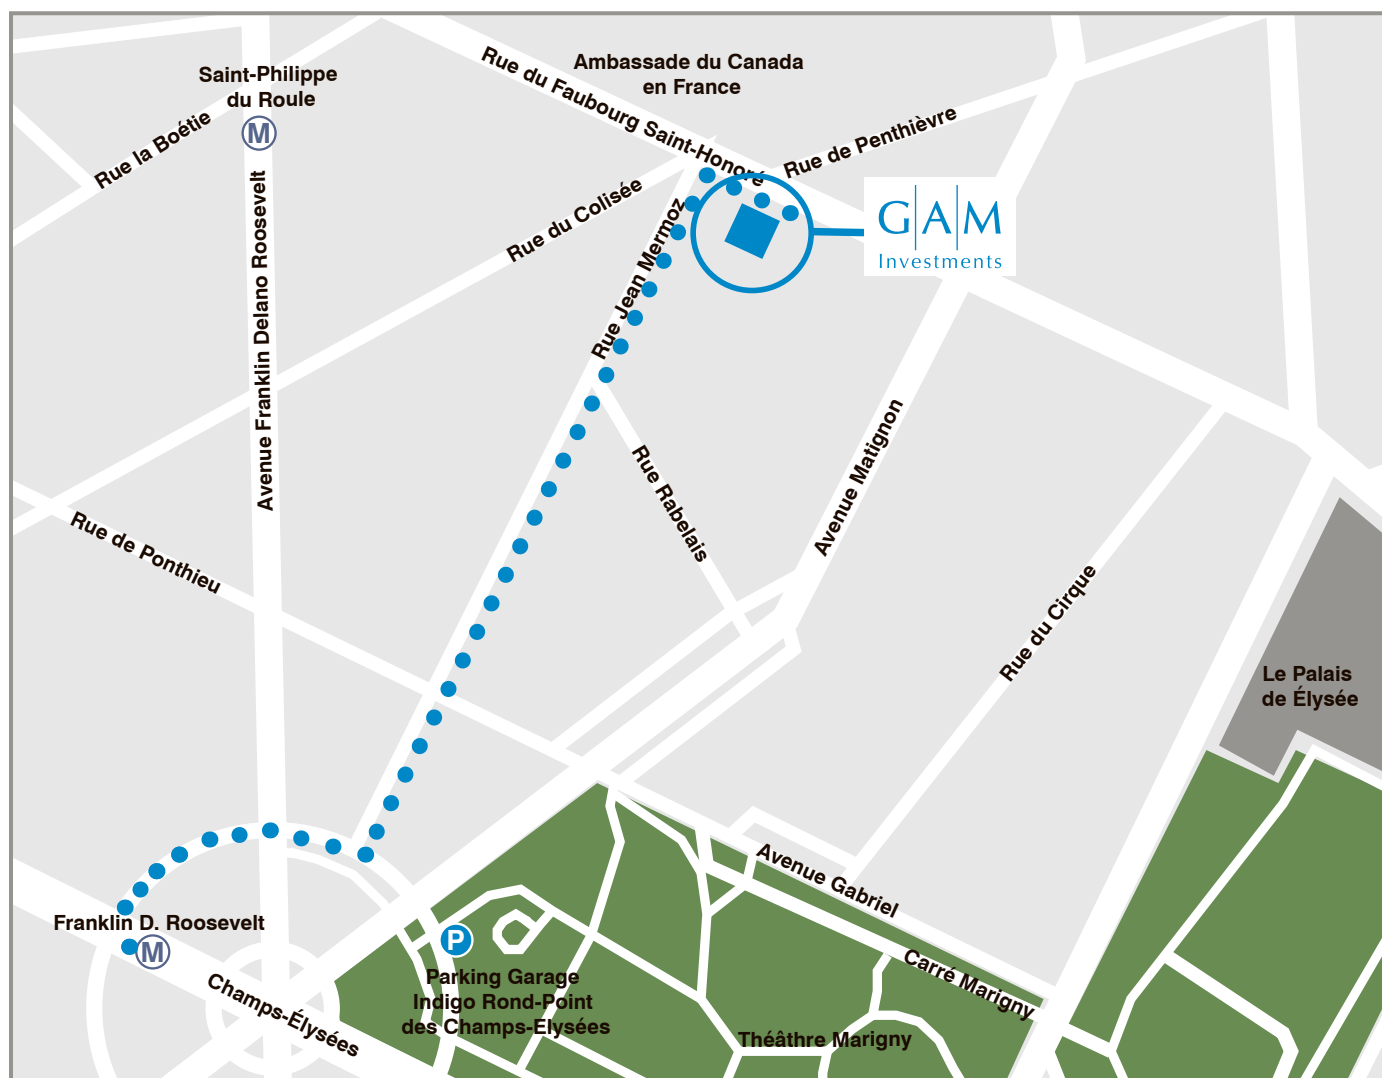 Rue du Faubourg Saint-Honoré
Ambassade du Canada
en France
Saint-Philippe
du Roule
M
Rue la Boétie
Rue de Penthièvre
Rue du Colisée
G|A|M
Investments
Avenue Franklin Delano Roosevelt
Rue Jean Mermoz
Rue Rabelais
Avenue Matignon
Rue de Ponthieu
Rue du Cirque
Le Palais
de Élysée
Avenue Gabriel
Franklin D. Roosevelt
M
P
Parking Garage
Indigo Rond-Point
des Champs-Elysées
Carré Marigny
Champs-Élysées
Théâthre Marigny